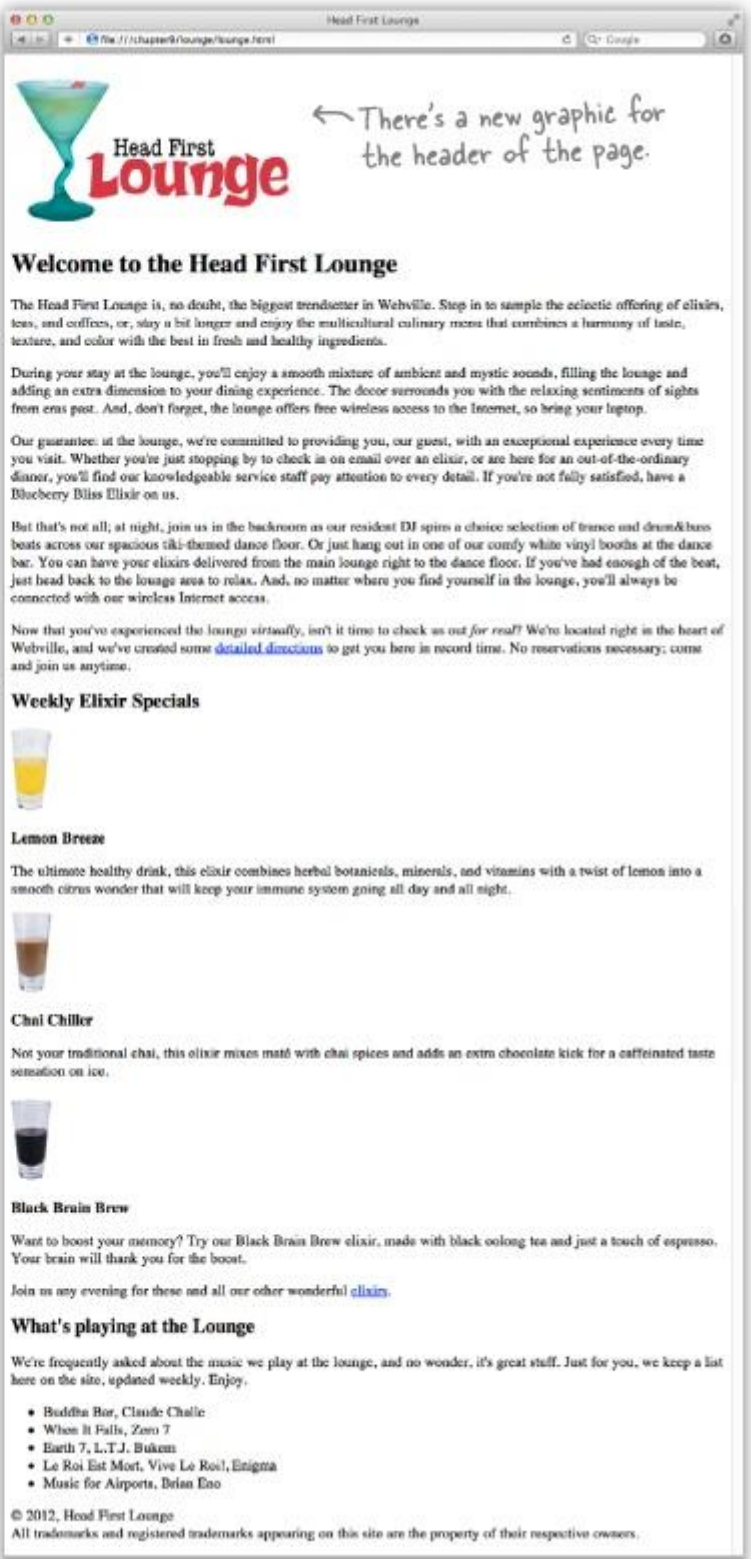 Head First Lounge
file:///chapter9/lounge/lounge.html
Google
Head First
Lounge
There's a new graphic for
the header of the page.
Welcome to the Head First Lounge
The Head First Lounge is, no doubt, the biggest trendsetter in Webville. Stop in to sample the eclectic offering of elixirs,
teas, and coffees, or, stay a bit longer and enjoy the multicultural culinary menu that combines a harmony of taste,
texture, and color with the best in fresh and healthy ingredients.
During your stay at the lounge, you'll enjoy a smooth mixture of ambient and mystic sounds, filling the lounge and
adding an extra dimension to your dining experience. The decor surrounds you with the relaxing sentiments of sights
from eras past. And, don't forget, the lounge offers free wireless access to the Internet, so bring your laptop.
Our guarantee: at the lounge, we're committed to providing you, our guest, with an exceptional experience every time
you visit. Whether you're just stopping by to check in on email over an elixir, or are here for an out-of-the-ordinary
dinner, you'll find our knowledgeable service staff pay attention to every detail. If you're not fully satisfied, have a
Blueberry Bliss Elixir on us.
But that's not all; at night, join us in the backroom as our resident DJ spins a choice selection of trance and drum&bass
beats across our spacious tiki-themed dance floor. Or just hang out in one of our comfy white vinyl booths at the dance
bar. You can have your elixirs delivered from the main lounge right to the dance floor. If you've had enough of the beat,
just head back to the lounge area to relax. And, no matter where you find yourself in the lounge, you'll always be
connected with our wireless Internet access.
Now that you've experienced the lounge virtually, isn't it time to check us out for real? We're located right in the heart of
Webville, and we've created some detailed directions to get you here in record time. No reservations necessary; come
and join us anytime.
Weekly Elixir Specials
Lemon Breeze
The ultimate healthy drink, this elixir combines herbal botanicals, minerals, and vitamins with a twist of lemon into a
smooth citrus wonder that will keep your immune system going all day and all night.
Chai Chiller
Not your traditional chai, this elixir mixes maté with chai spices and adds an extra chocolate kick for a caffeinated taste
sensation on ice.
Black Brain Brew
Want to boost your memory? Try our Black Brain Brew elixir, made with black oolong tea and just a touch of espresso.
Your brain will thank you for the boost.
Join us any evening for these and all our other wonderful elixirs.
What's playing at the Lounge
We're frequently asked about the music we play at the lounge, and no wonder, it's great stuff. Just for you, we keep a list
here on the site, updated weekly. Enjoy.
• Buddha Bar, Claude Challe
• When It Falls, Zero 7
• Earth 7, L.T.J. Bukem
• Le Roi Est Mort, Vive Le Roi!, Enigma
• Music for Airports, Brian Eno
© 2012, Head First Lounge
All trademarks and registered trademarks appearing on this site are the property of their respective owners.